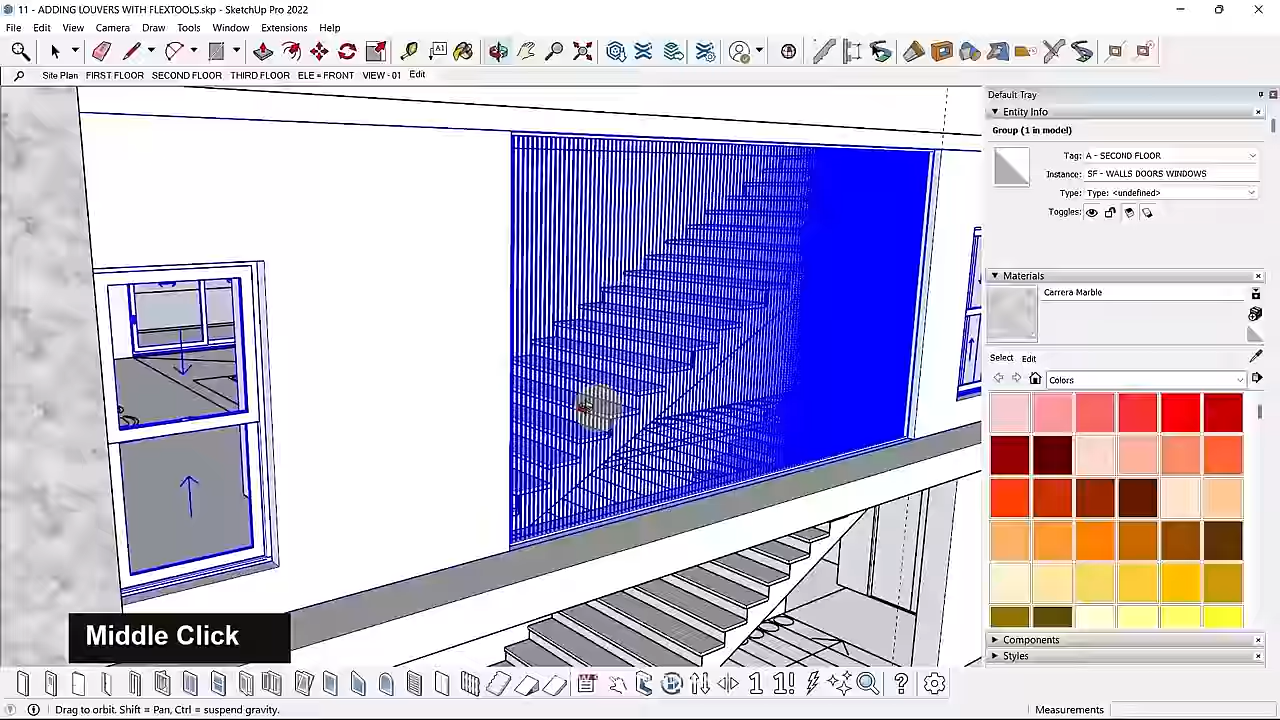 11 - ADDING LOUVERS WITH FLEXTOOLS.skp - SketchUp Pro 2022
File Edit View Camera Draw Tools Window Extensions Help
Site Plan FIRST FLOOR SECOND FLOOR THIRD FLOOR ELE = FRONT VIEW - 01 Edit
Default Tray
Entity Info
Group (1 in model)
Tag: A - SECOND FLOOR
Instance: SF - WALLS DOORS WINDOWS
Type: Type: <undefined>
Toggles:
Materials
Carrera Marble
Select Edit
Colors
Components
Styles
Middle Click
Drag to orbit. Shift = Pan, Ctrl = suspend gravity.
Measurements